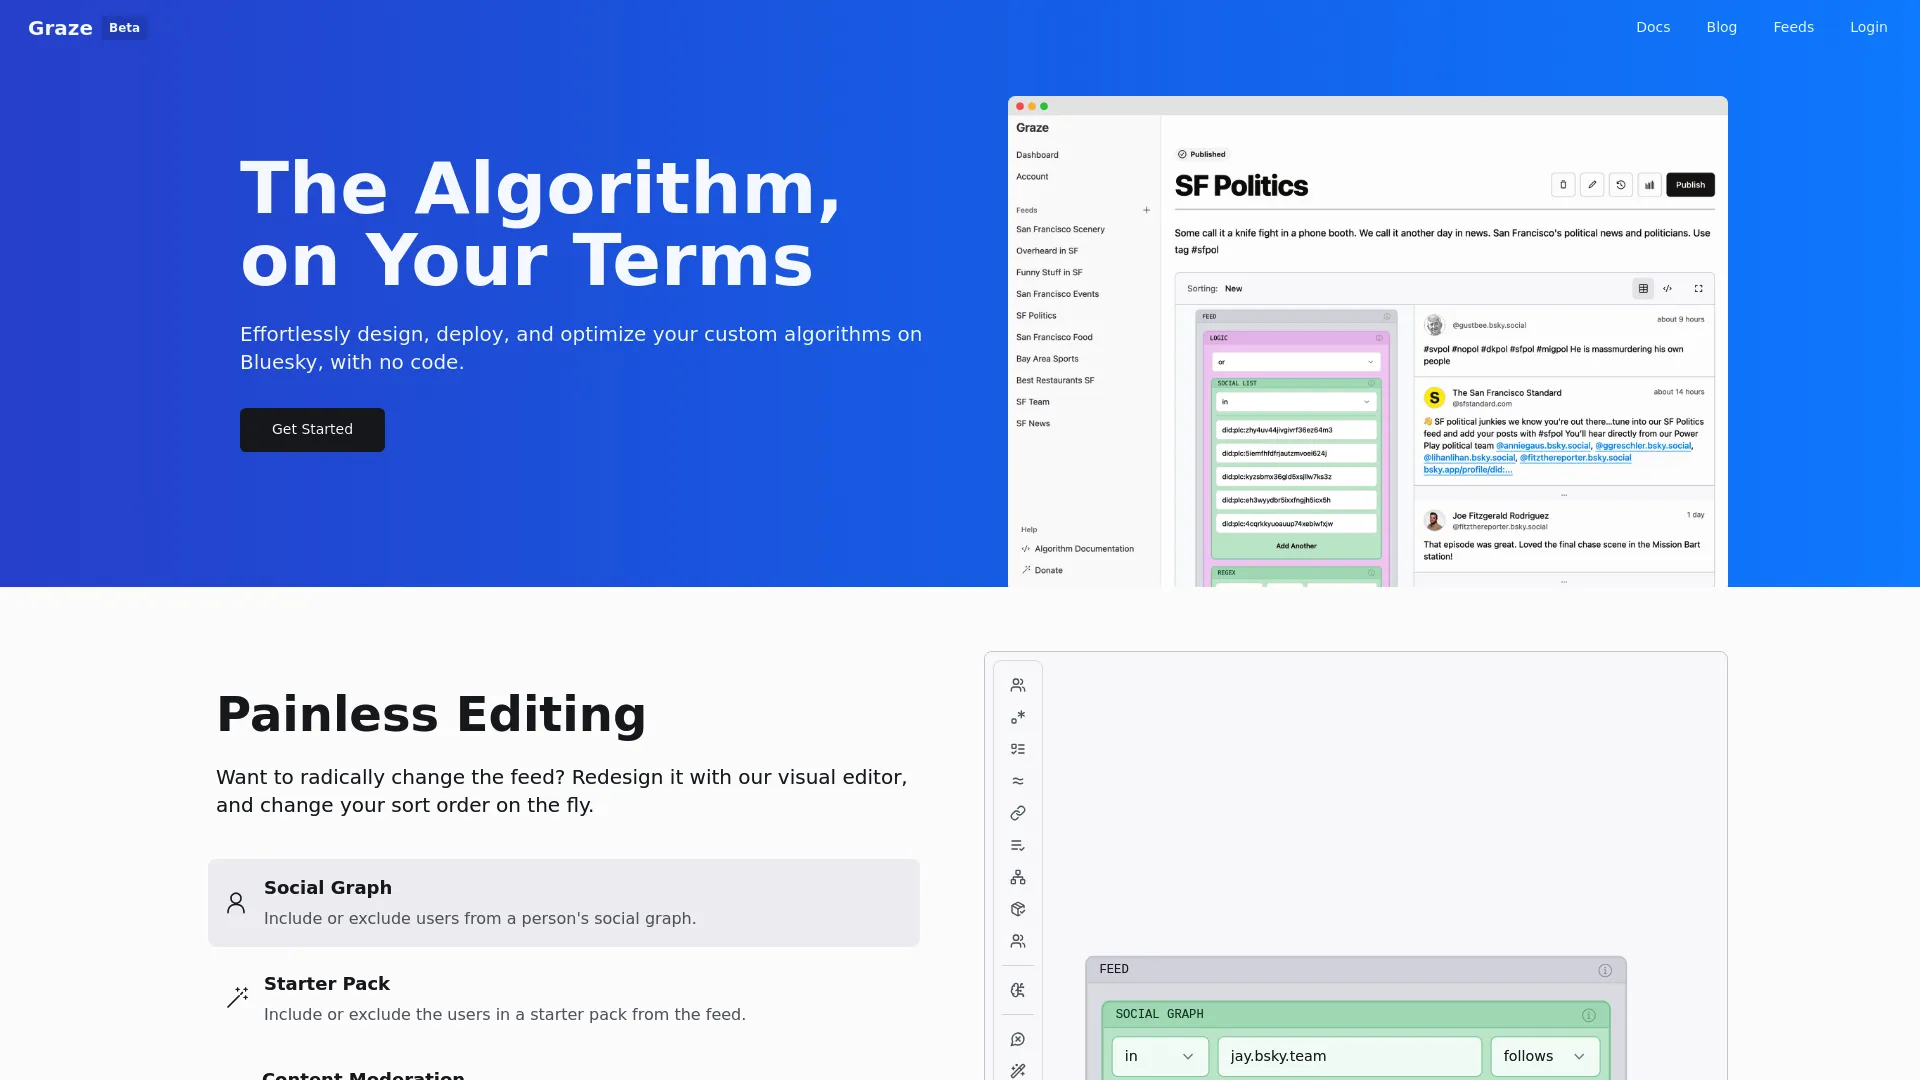 Graze Beta
Docs Blog Feeds Login
The Algorithm,
on Your Terms
Effortlessly design, deploy, and optimize your custom algorithms on
Bluesky, with no code.
Get Started
Graze
Dashboard
Account
Feeds
San Francisco Scenery
Overheard in SF
Funny Stuff in SF
San Francisco Events
SF Politics
San Francisco Food
Bay Area Sports
Best Restaurants SF
SF Team
SF News
Help
Algorithm Documentation
Donate
Published
SF Politics
Publish
Some call it a knife fight in a phone booth. We call it another day in news. San Francisco's political news and politicians. Use
tag #sfpol
Sorting: New
FEED
LOGIC
or
SOCIAL LIST
in
did:plc:zhy4uv44jivgivrf36ez64m3
did:plc:5iemfhfdfrjautzmvoei624j
did:plc:kyzsbmx36gld5xsjllw7ks3z
did:plc:eh3wyydbr5ixxfngjh5icx6h
did:plc:4cqrkkyuoauup74xebiwfxjw
Add Another
REGEX
@gustbee.bsky.social
about 9 hours
#svpol #nopol #dkpol #sfpol #migpol He is massmurdering his own
people
The San Francisco Standard
about 14 hours
@sfstandard.com
👋 SF political junkies we know you're out there...tune into our SF Politics
feed and add your posts with #sfpol You'll hear directly from our Power
Play political team @anniegaus.bsky.social, @ggreschler.bsky.social,
@lihanlihan.bsky.social, @fitzthereporter.bsky.social
bsky.app/profile/did:...
...
Joe Fitzgerald Rodriguez
1 day
@fitzthereporter.bsky.social
That episode was great. Loved the final chase scene in the Mission Bart
station!
...
Painless Editing
Want to radically change the feed? Redesign it with our visual editor,
and change your sort order on the fly.
Social Graph
Include or exclude users from a person's social graph.
Starter Pack
Include or exclude the users in a starter pack from the feed.
Content Moderation
FEED
SOCIAL GRAPH
in
jay.bsky.team
follows